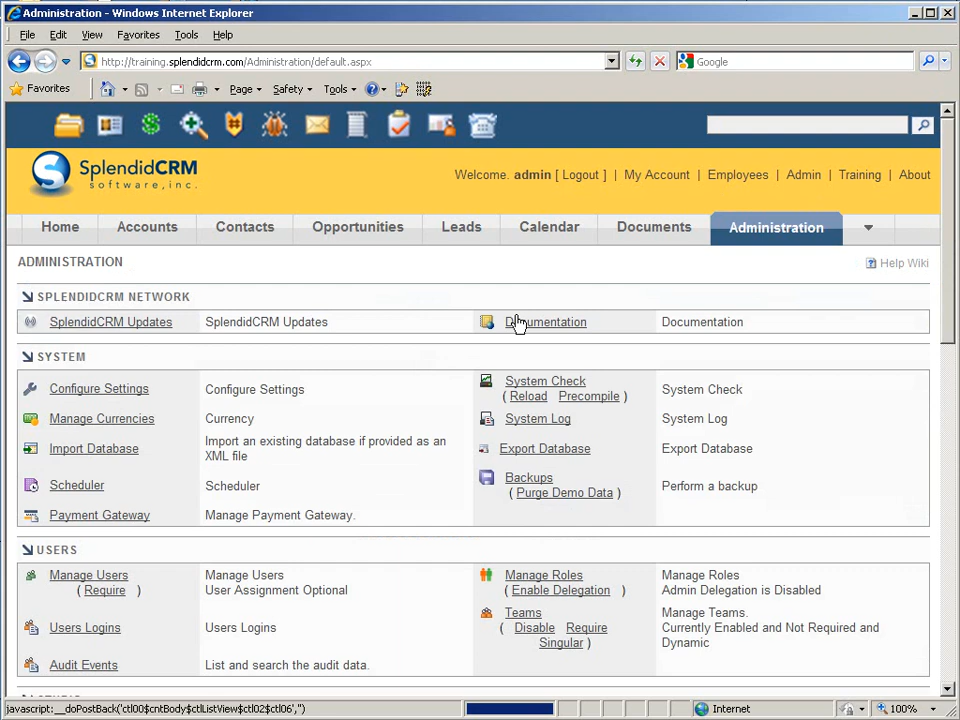 Administration - Windows Internet Explorer
File Edit View Favorites Tools Help
http://training.splendidcrm.com/Administration/default.aspx Google
Favorites Page Safety Tools
SplendidCRM
software, inc.
Welcome. admin [ Logout ] | My Account | Employees | Admin | Training | About
Home Accounts Contacts Opportunities Leads Calendar Documents Administration
ADMINISTRATION Help Wiki
SPLENDIDCRM NETWORK
SplendidCRM Updates SplendidCRM Updates Documentation Documentation
SYSTEM
Configure Settings Configure Settings System Check System Check
( Reload Precompile )
Manage Currencies Currency System Log System Log
Import Database Import an existing database if provided as an XML file Export Database Export Database
Scheduler Scheduler Backups Perform a backup
( Purge Demo Data )
Payment Gateway Manage Payment Gateway.
USERS
Manage Users Manage Users Manage Roles Manage Roles
( Require ) User Assignment Optional ( Enable Delegation ) Admin Delegation is Disabled
Teams Manage Teams.
Users Logins Users Logins ( Disable Require Currently Enabled and Not Required and
Singular ) Dynamic
Audit Events List and search the audit data.
javascript:__doPostBack('ctl00$cntBody$ctlListView$ctl02$ctl06','') Internet 100%